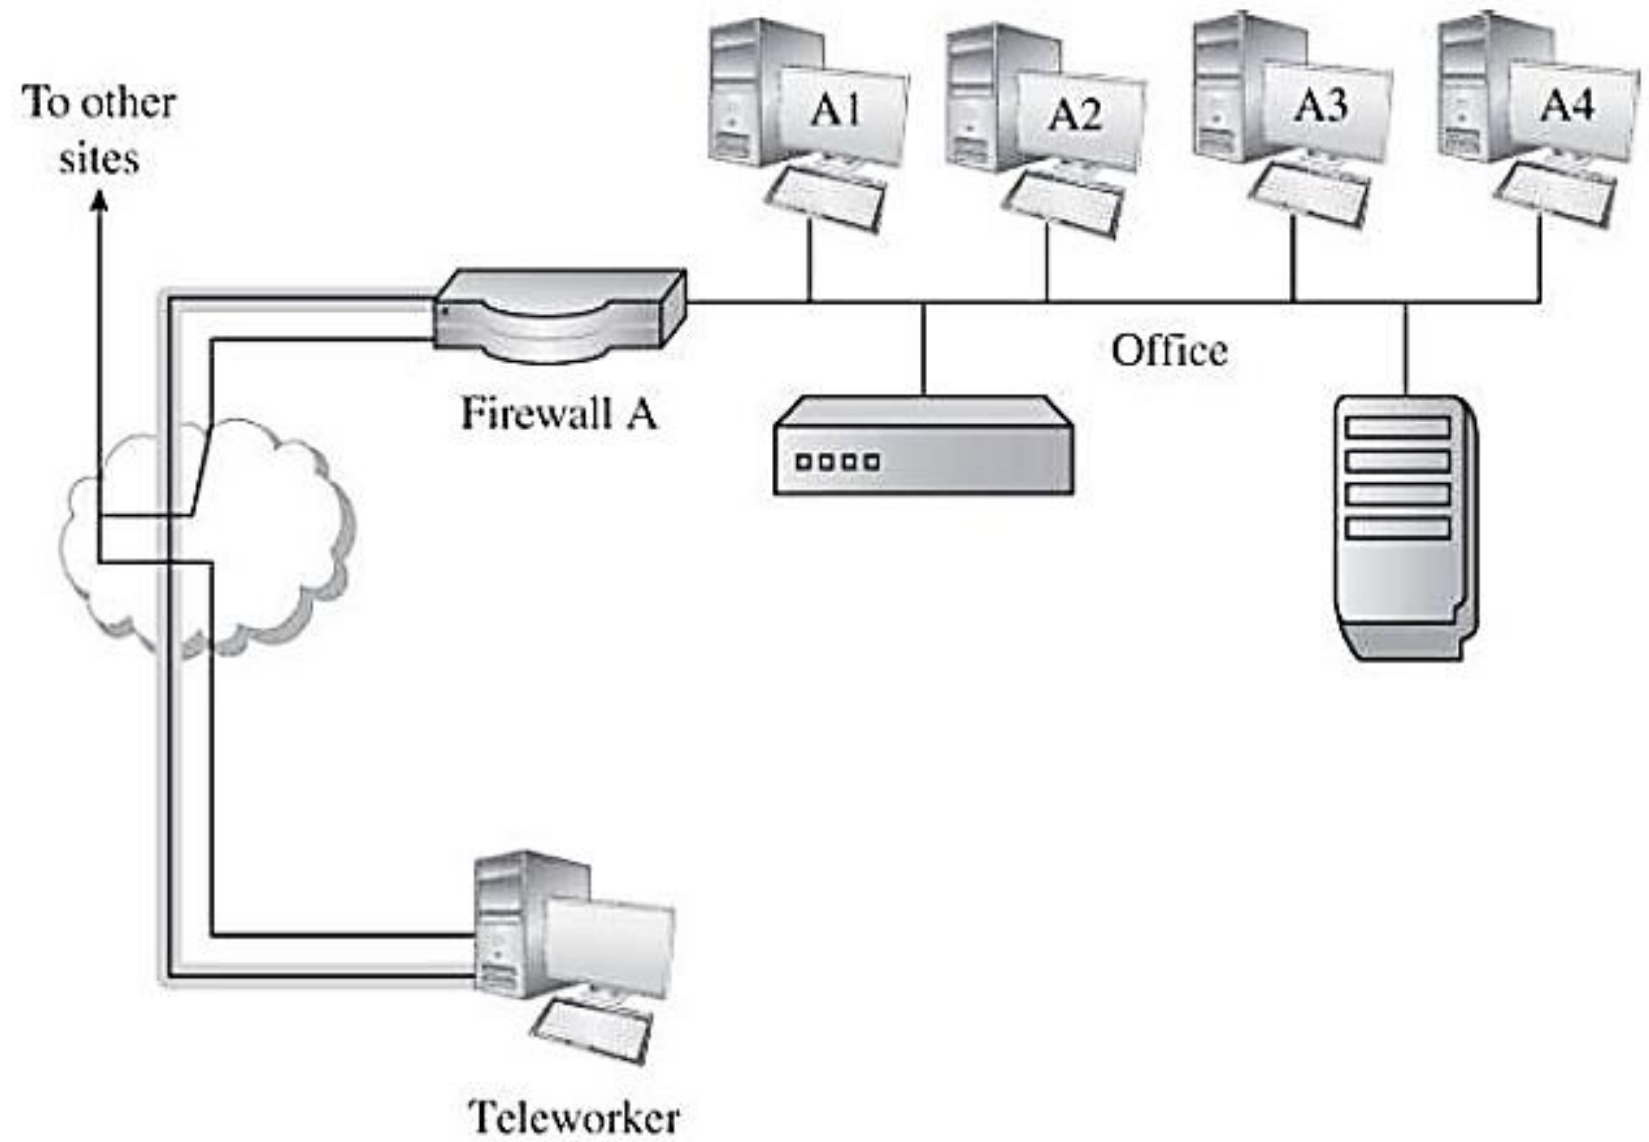 To other
sites
A1
A2
A3
A4
Office
Firewall A
Teleworker